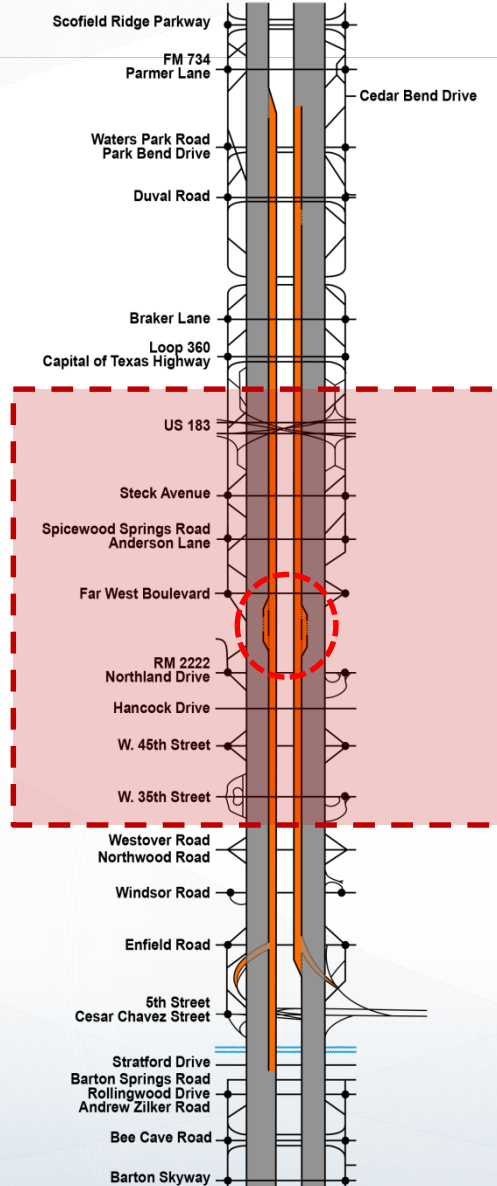 Scofield Ridge Parkway
FM 734
Parmer Lane
Cedar Bend Drive
Waters Park Road
Park Bend Drive
Duval Road
Braker Lane
Loop 360
Capital of Texas Highway
US 183
Steck Avenue
Spicewood Springs Road
Anderson Lane
Far West Boulevard
RM 2222
Northland Drive
Hancock Drive
W. 45th Street
W. 35th Street
Westover Road
Northwood Road
Windsor Road
Enfield Road
5th Street
Cesar Chavez Street
Stratford Drive
Barton Springs Road
Rollingwood Drive
Andrew Zilker Road
Bee Cave Road
Barton Skyway